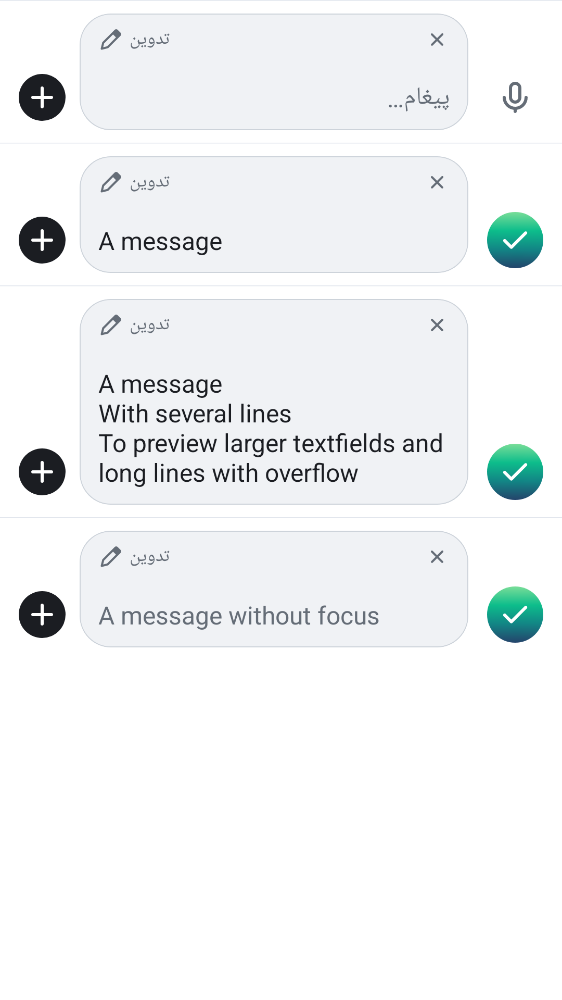 تدوین
پیغام...
تدوین
A message
تدوین
A message
With several lines
To preview larger textfields and
long lines with overflow
تدوین
A message without focus